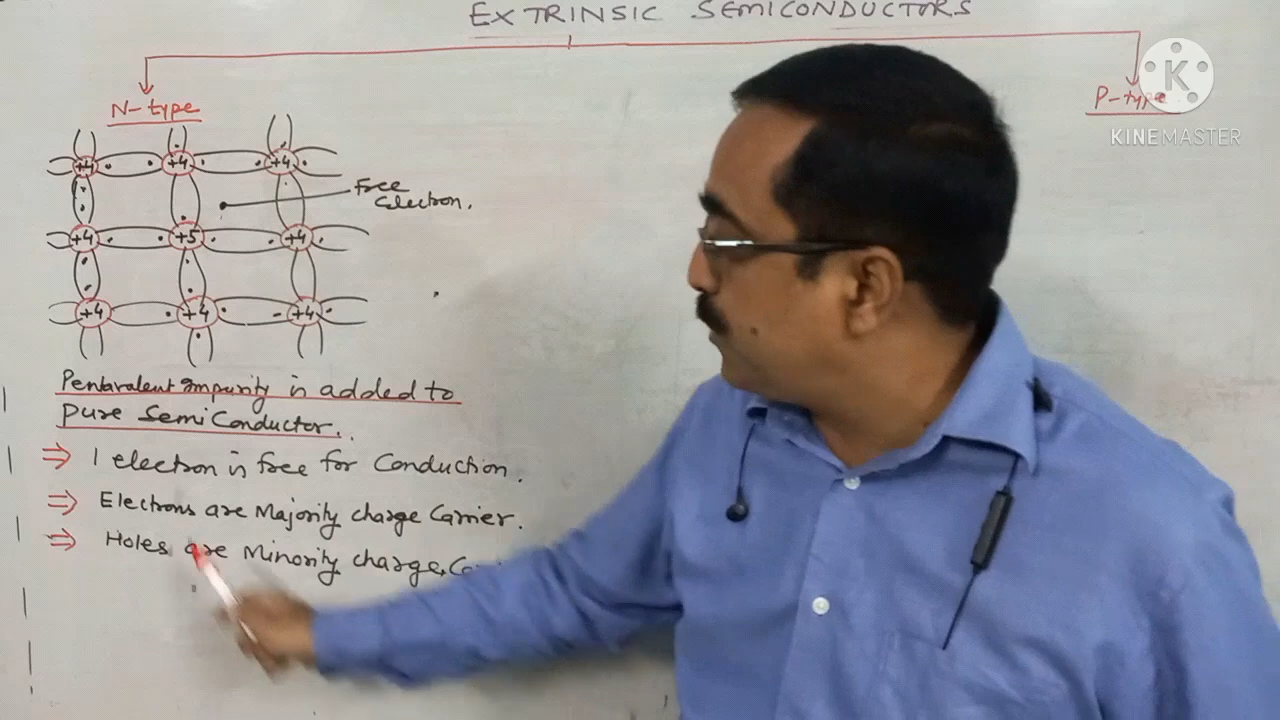 EXTRINSIC SEMICONDUCTORS
N-type
P-type
KINEMASTER
+4 +4 +4
Free
electron.
+4 +5 +4
+4 +4 +4
Pentavalent impurity is added to
pure semiConductor.
⇒ 1 electron is free for Conduction.
⇒ Electrons are Majority charge Carrier.
⇒ Holes are Minority charge